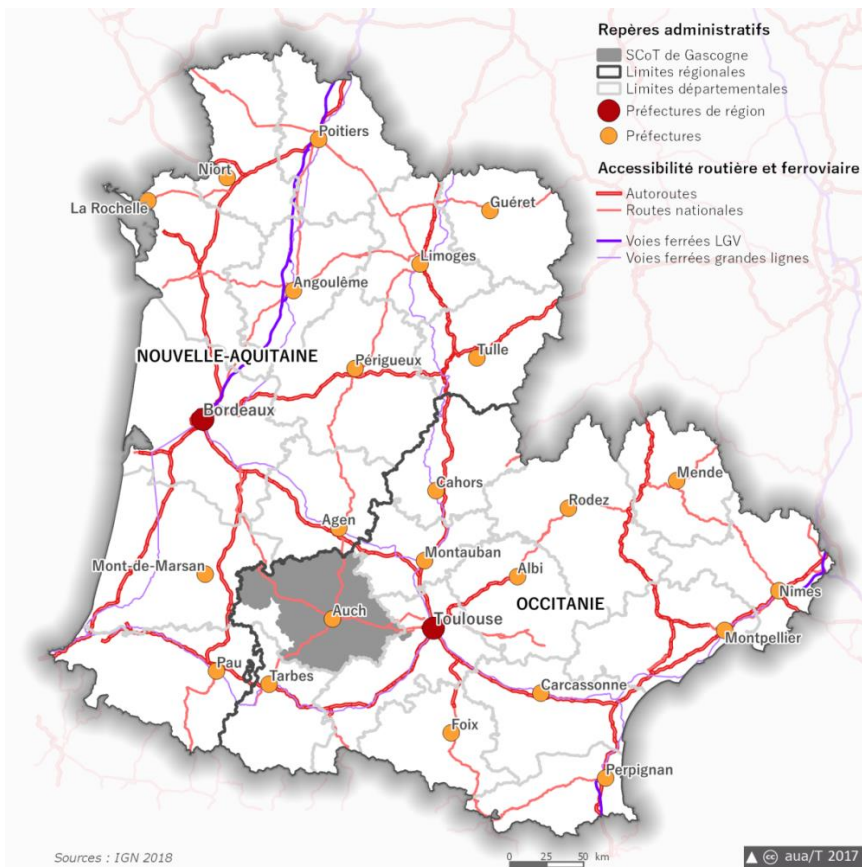 Repères administratifs
SCoT de Gascogne
Limites régionales
Limites départementales
Préfectures de région
Préfectures
Accessibilité routière et ferroviaire
Autoroutes
Routes nationales
Voies ferrées LGV
Voies ferrées grandes lignes
Poitiers
Niort
La Rochelle
Guéret
Limoges
Angoulême
NOUVELLE-AQUITAINE
Périgueux
Tulle
Bordeaux
Cahors
Mende
Rodez
Agen
Montauban
Mont-de-Marsan
Albi
Nîmes
Auch
OCCITANIE
Toulouse
Montpellier
Pau
Tarbes
Carcassonne
Foix
Perpignan
Sources : IGN 2018
0 25 50 km
cc aua/T 2017